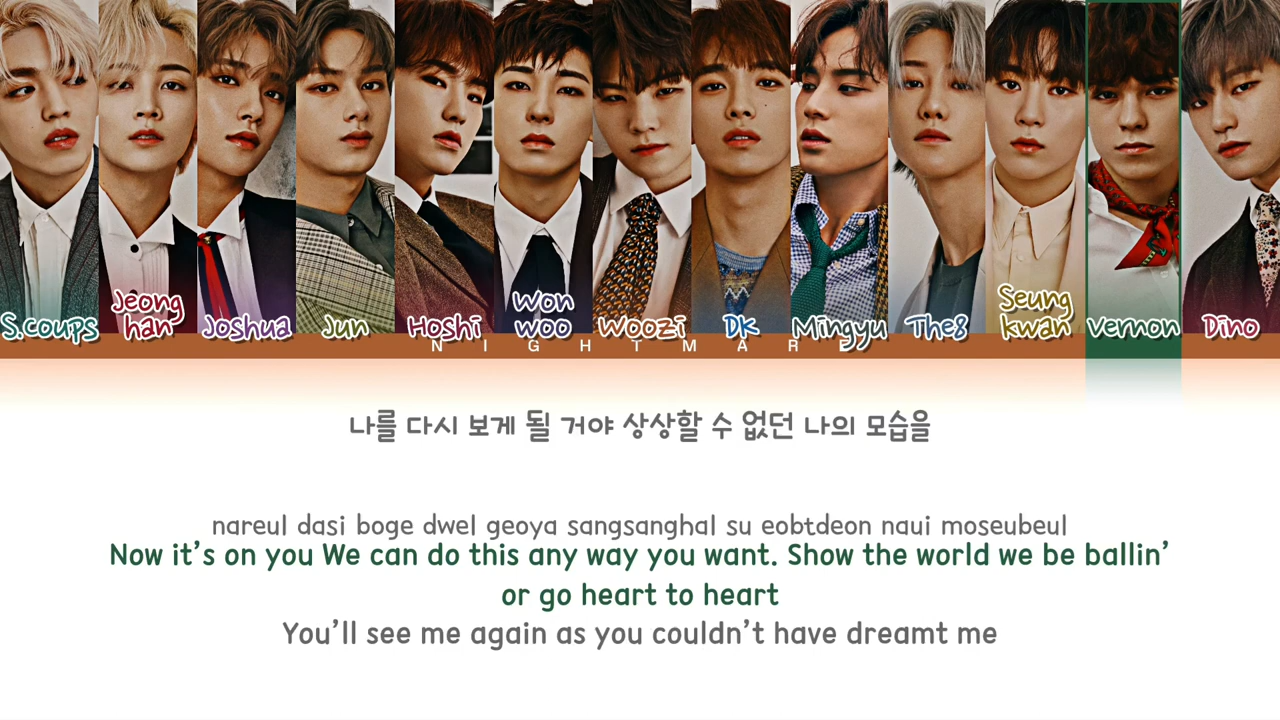 S.coups
Jeong
han
Joshua
Jun
Hoshi
Won
woo
Woozi
DK
Mingyu
The8
Seung
kwan
Vernon
Dino
NIGHTMARE
나를 다시 보게 될 거야 상상할 수 없던 나의 모습을
nareul dasi boge dwel geoya sangsanghal su eobtdeon naui moseubeul
Now it’s on you We can do this any way you want. Show the world we be ballin’
or go heart to heart
You’ll see me again as you couldn’t have dreamt me